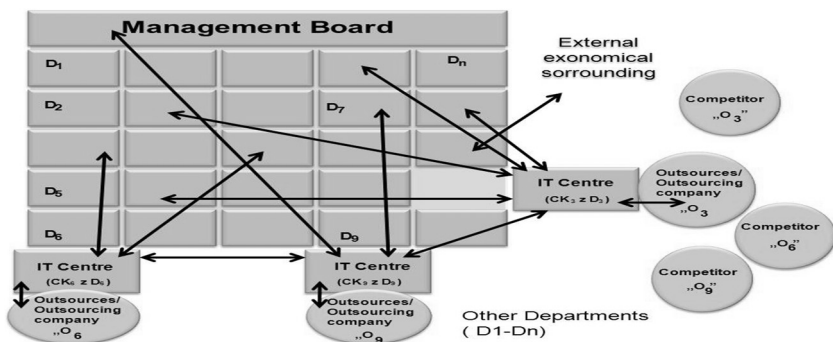 Management Board
D1
Dn
D2
D7
D5
D6
D9
External
exonomical
sorrounding
Competitor
„O3”
IT Centre
(CK3 z D3)
Outsources/
Outsourcing
company
„O3
Competitor
„O6”
Competitor
„O9”
IT Centre
(CK6 z D6)
Outsources/
Outsourcing
company
„O6
IT Centre
(CK9 z D9)
Outsources/
Outsourcing
company
„O9
Other Departments
( D1-Dn)